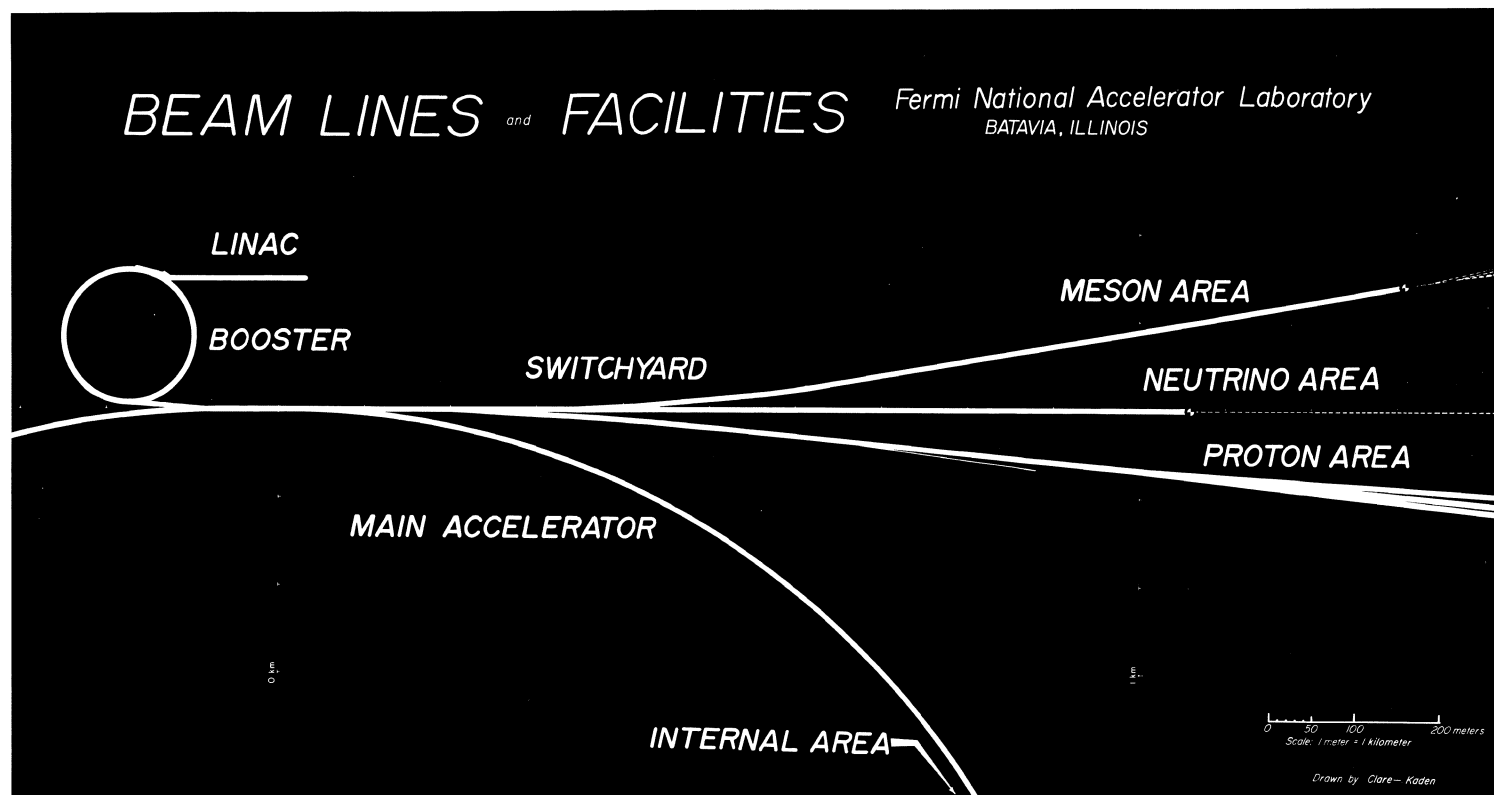 BEAM LINES and FACILITIES
Fermi National Accelerator Laboratory
BATAVIA, ILLINOIS
LINAC
MESON AREA
BOOSTER
SWITCHYARD
NEUTRINO AREA
PROTON AREA
MAIN ACCELERATOR
0 km
1 km
INTERNAL AREA
0 50 100 200 meters
Scale: 1 meter = 1 kilometer
Drawn by Clare - Kaden